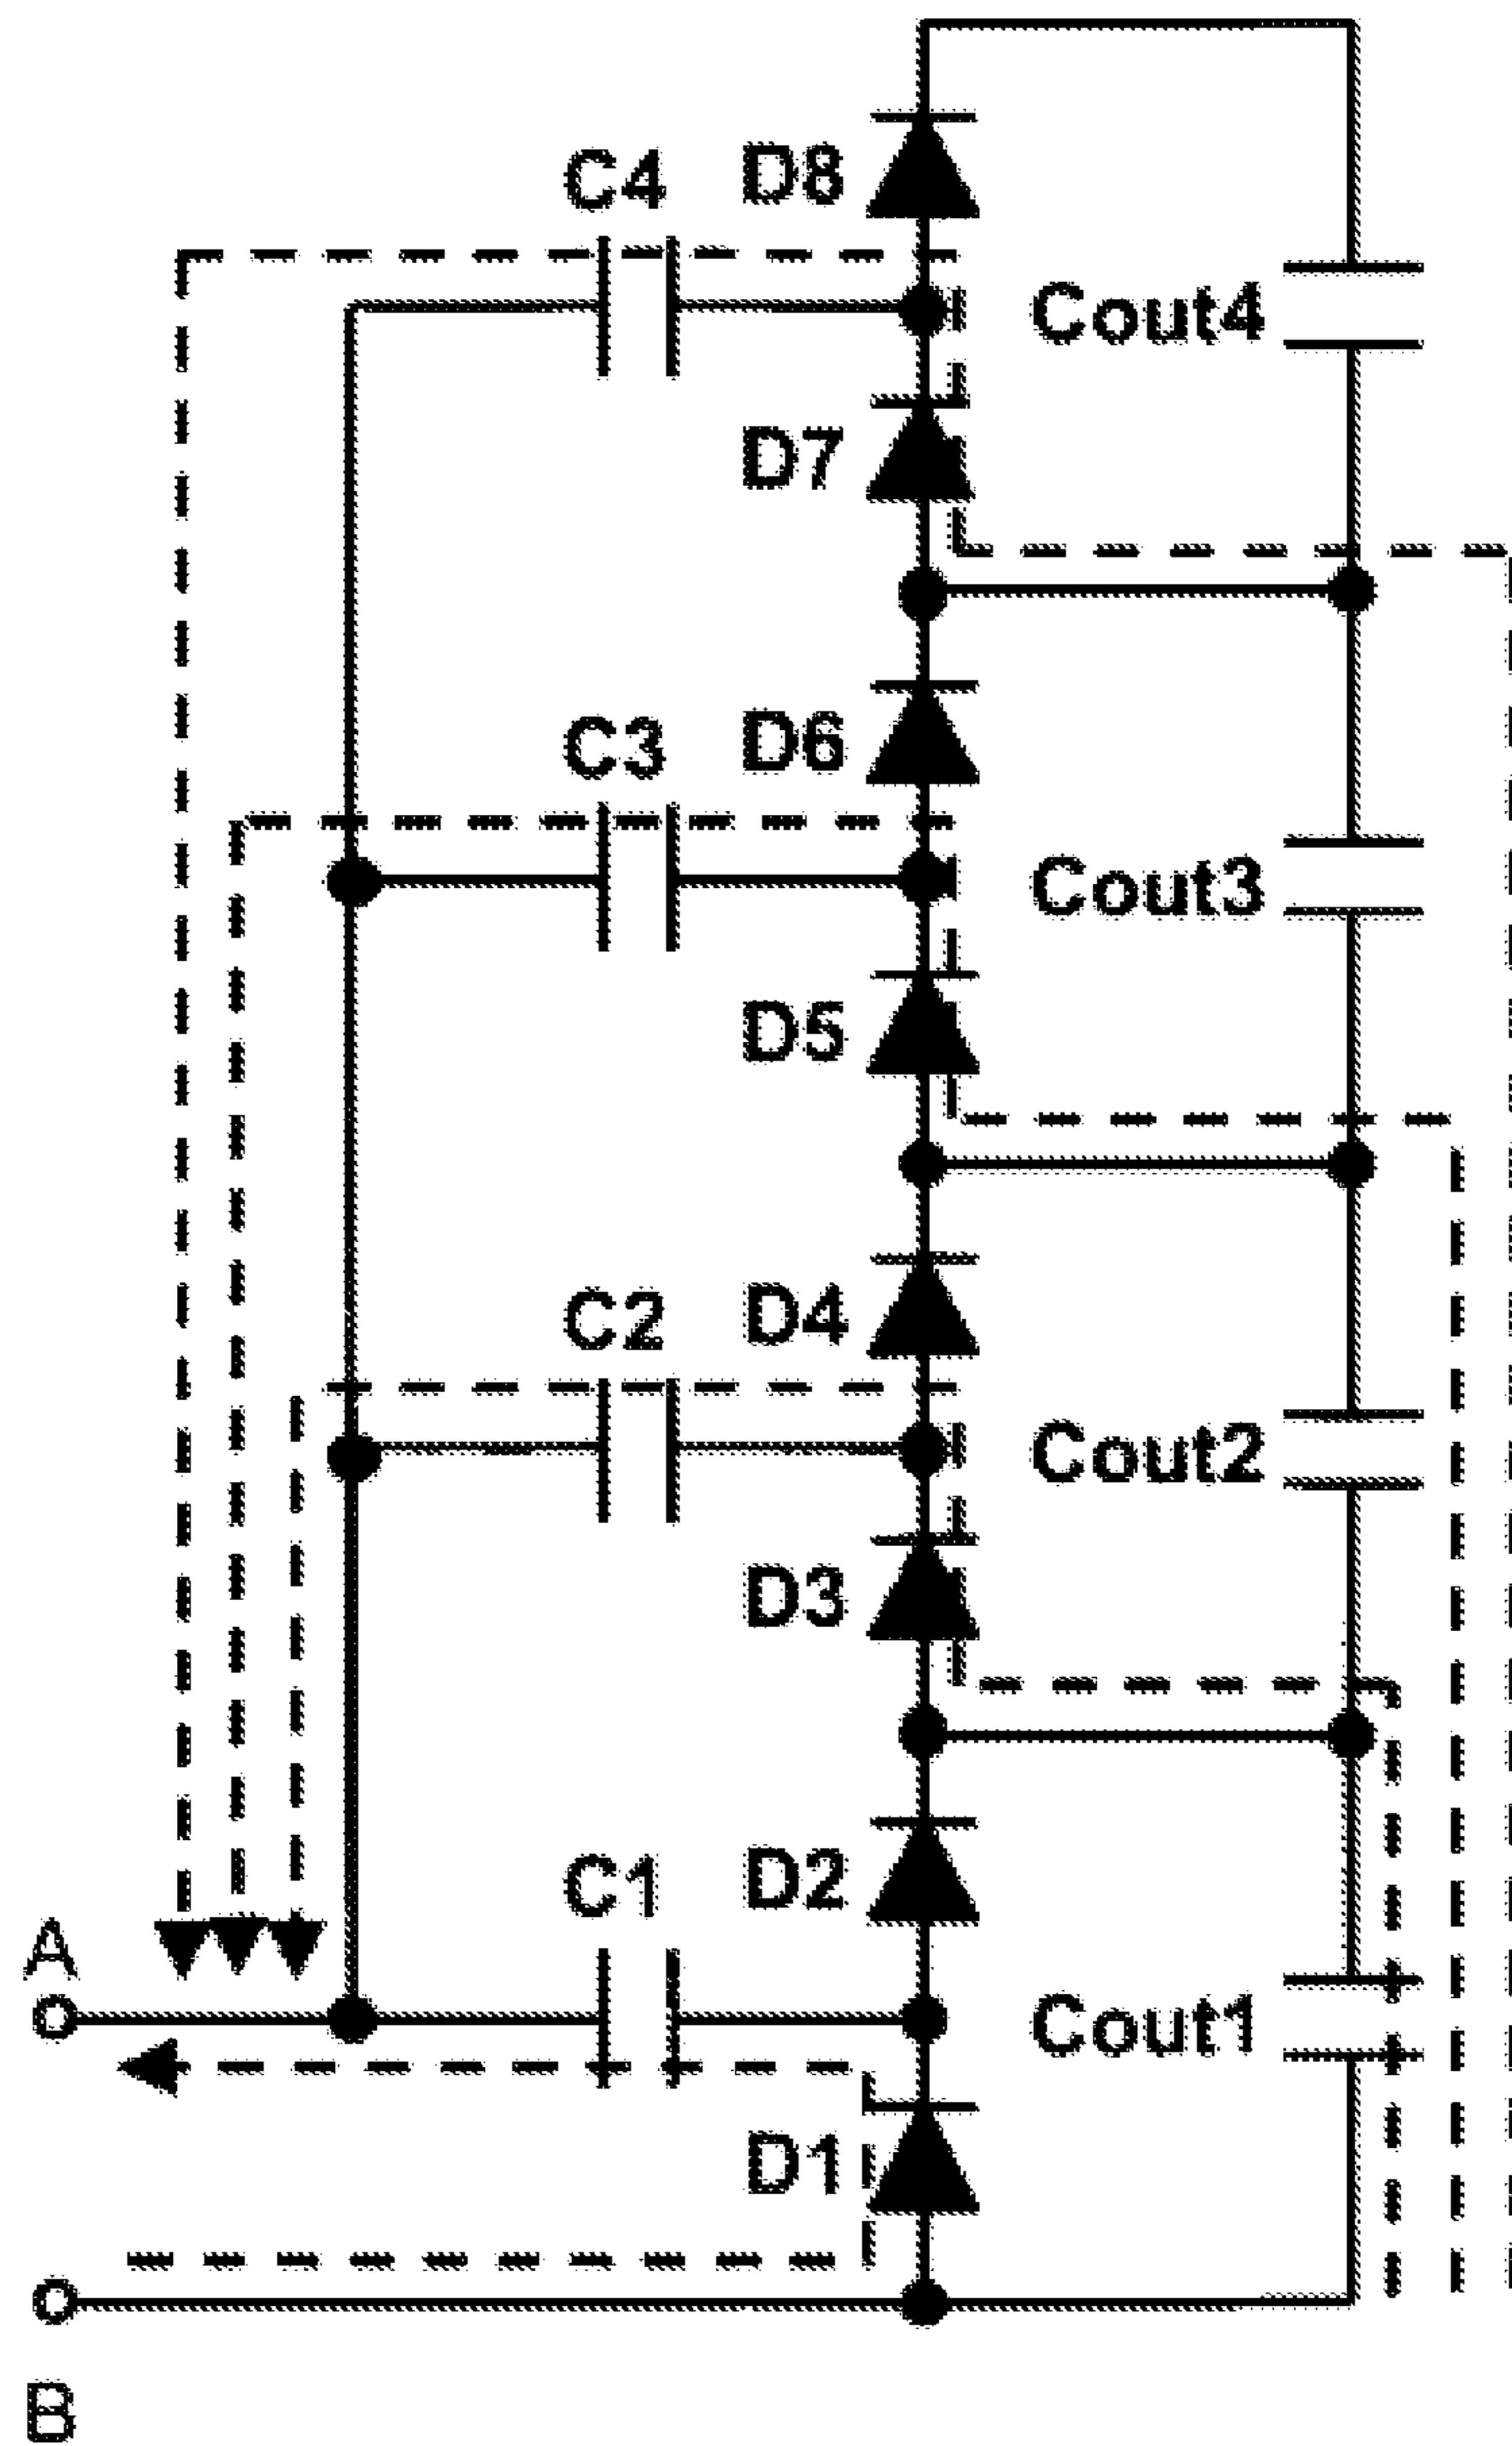 C4 D8
Cout4
D7
C3 D6
Cout3
D5
C2 D4
Cout2
D3
C1 D2
A
Cout1
D1
B